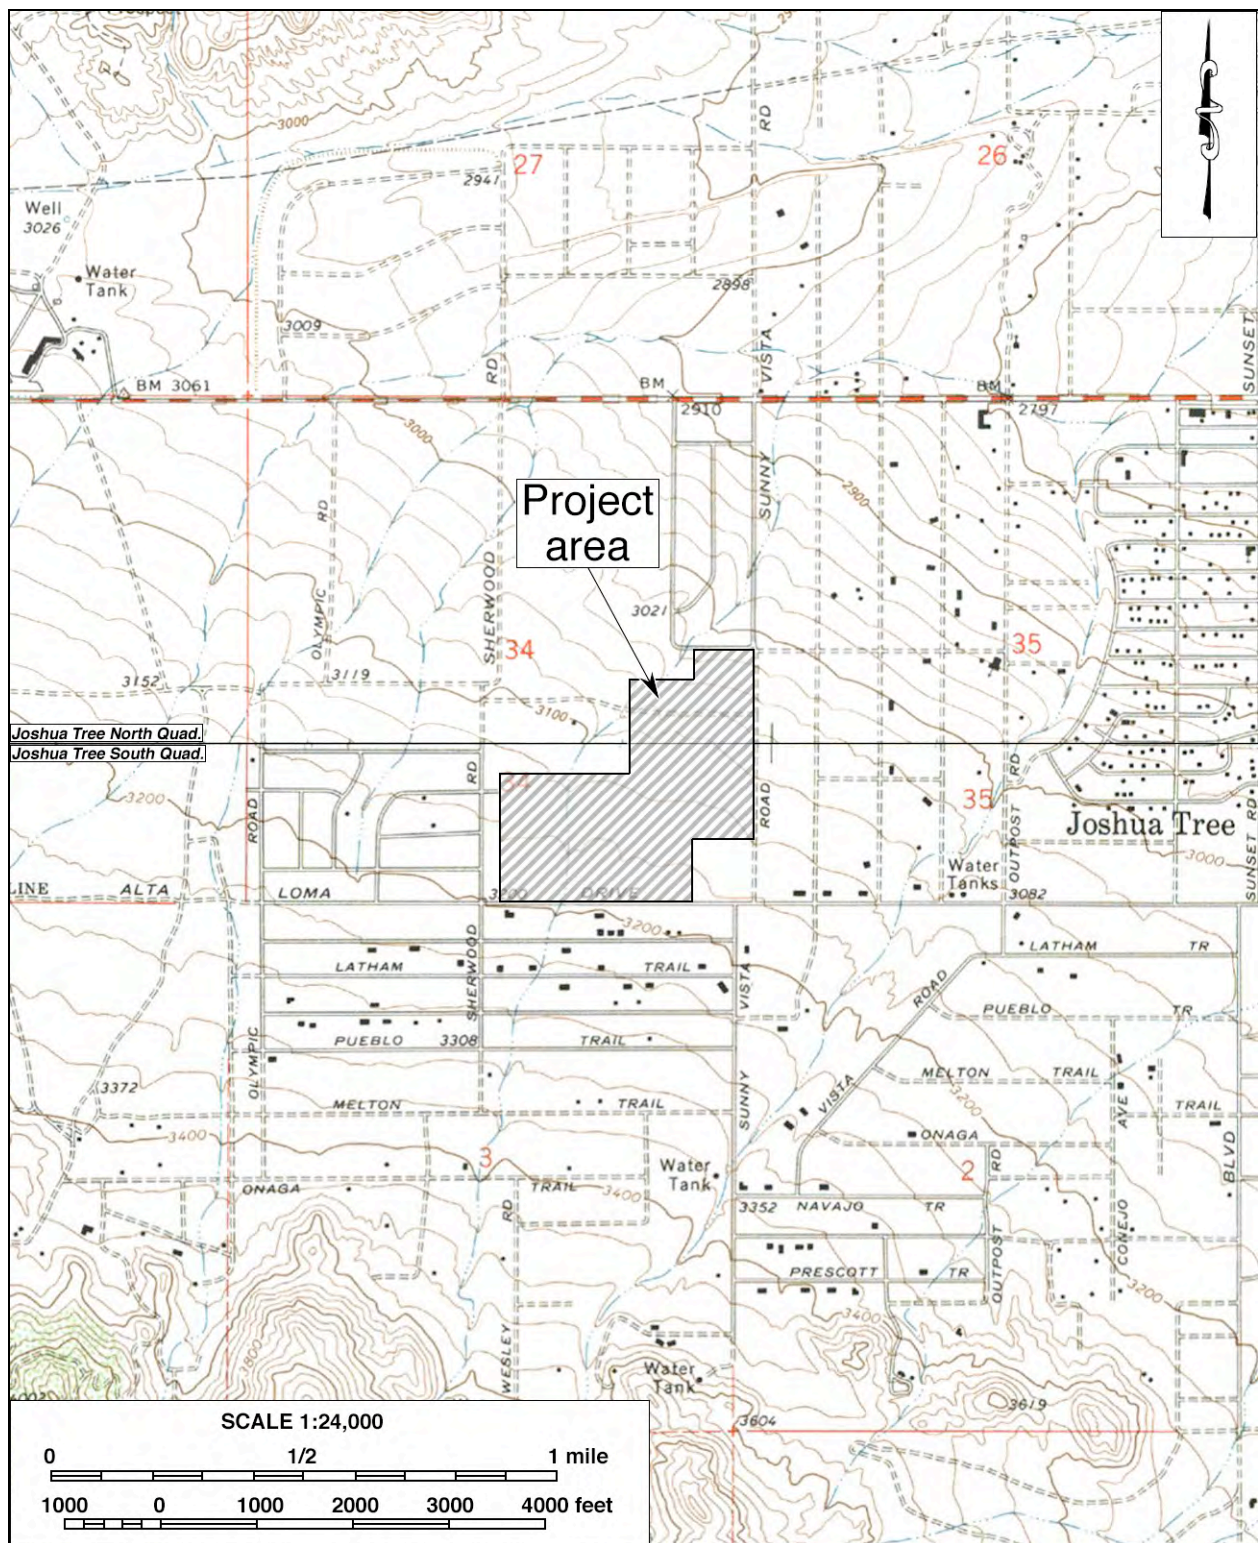 Prospect
3000
RD
27
26
2941
Well
3026
Water
Tank
2898
3009
RD
VISTA
SUNSET
BM 3061
BM
2910
BM
2797
3000
RD
OLYMPIC
SHERWOOD
SUNNY
2900
Project
area
3021
34
35
3152
3119
3100
Joshua Tree North Quad.
Joshua Tree South Quad.
3200
ROAD
RD
34
ROAD
35
RD
OUTPOST
Joshua Tree
3000
SUNSET RD
Water
Tanks
3082
LINE
ALTA
LOMA
3200
DRIVE
3200
SHERWOOD
LATHAM
TRAIL
VISTA
LATHAM
TR
ROAD
PUEBLO
TR
PUEBLO
3308
TRAIL
OLYMPIC
3372
SUNNY
VISTA
MELTON
TRAIL
3200
MELTON
TRAIL
AVE
TRAIL
3400
3
ONAGA
2
RD
BLVD
Water
Tank
ONAGA
TRAIL
3400
RD
3352
NAVAJO
TR
CONEJO
OUTPOST
PRESCOTT
TR
3200
3400
3800
WESLEY
Water
Tank
4002
3619
3604
SCALE 1:24,000
0
1/2
1 mile
1000
0
1000
2000
3000
4000 feet